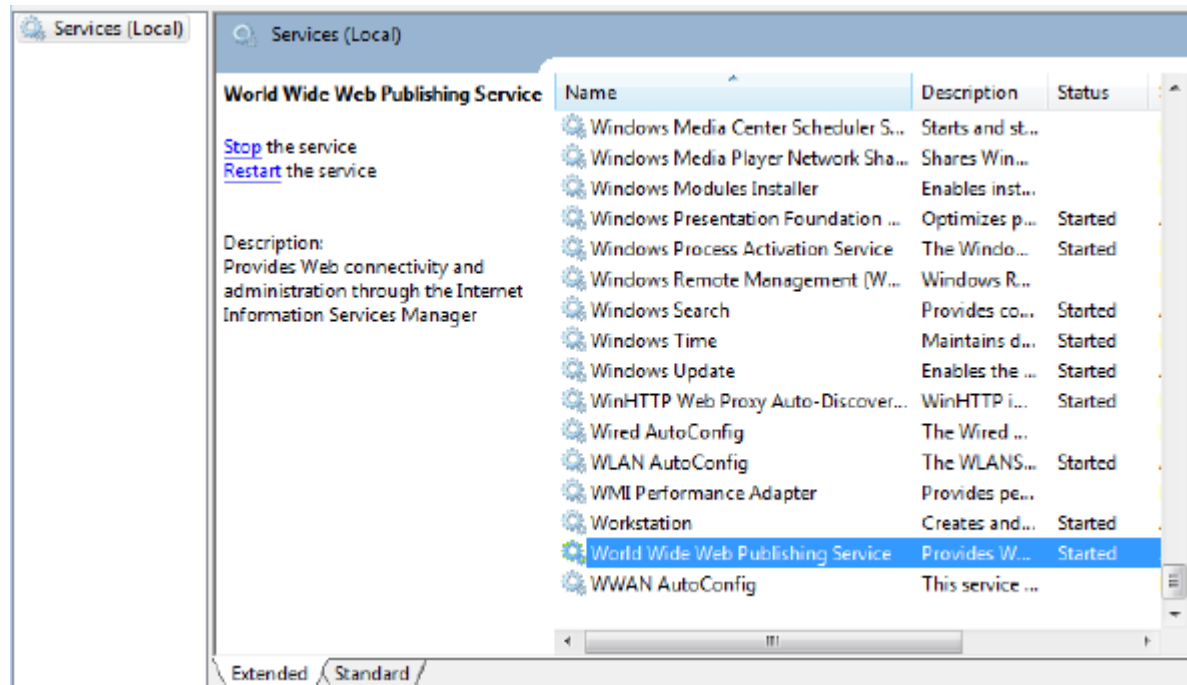 Services (Local)
Services (Local)
World Wide Web Publishing Service
Stop the service
Restart the service
Description:
Provides Web connectivity and
administration through the Internet
Information Services Manager
Name Description Status
Windows Media Center Scheduler S... Starts and st...
Windows Media Player Network Sha... Shares Win...
Windows Modules Installer Enables inst...
Windows Presentation Foundation ... Optimizes p... Started
Windows Process Activation Service The Windo... Started
Windows Remote Management (W... Windows R...
Windows Search Provides co... Started
Windows Time Maintains d... Started
Windows Update Enables the ... Started
WinHTTP Web Proxy Auto-Discover... WinHTTP i... Started
Wired AutoConfig The Wired ...
WLAN AutoConfig The WLANS... Started
WMI Performance Adapter Provides pe...
Workstation Creates and... Started
World Wide Web Publishing Service Provides W... Started
WWAN AutoConfig This service ...
Extended Standard